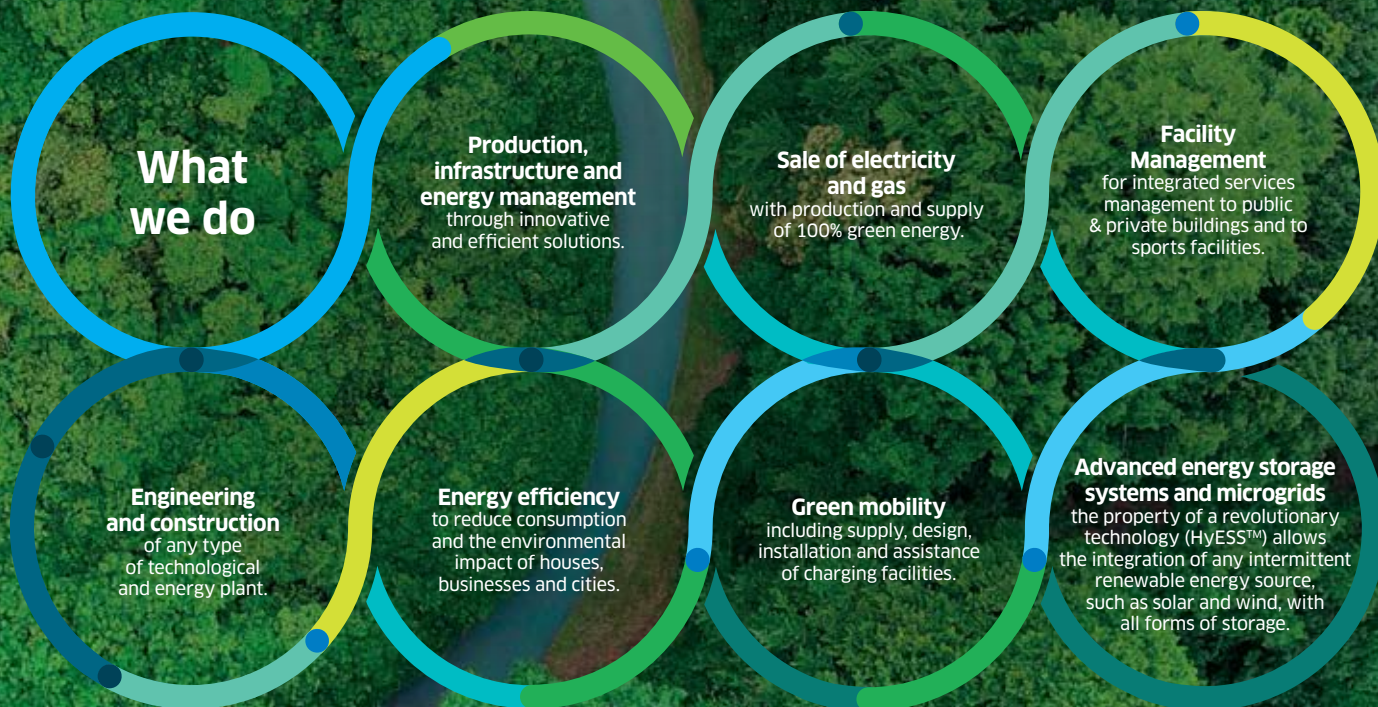 What
we do
Production,
infrastructure and
energy management
through innovative
and efficient solutions.
Sale of electricity
and gas
with production and supply
of 100% green energy.
Facility
Management
for integrated services
management to public
& private buildings and to
sports facilities.
Engineering
and construction
of any type
of technological
and energy plant.
Energy efficiency
to reduce consumption
and the environmental
impact of houses,
businesses and cities.
Green mobility
including supply, design,
installation and assistance
of charging facilities.
Advanced energy storage
systems and microgrids
the property of a revolutionary
technology (HyESS™) allows
the integration of any intermittent
renewable energy source,
such as solar and wind, with
all forms of storage.